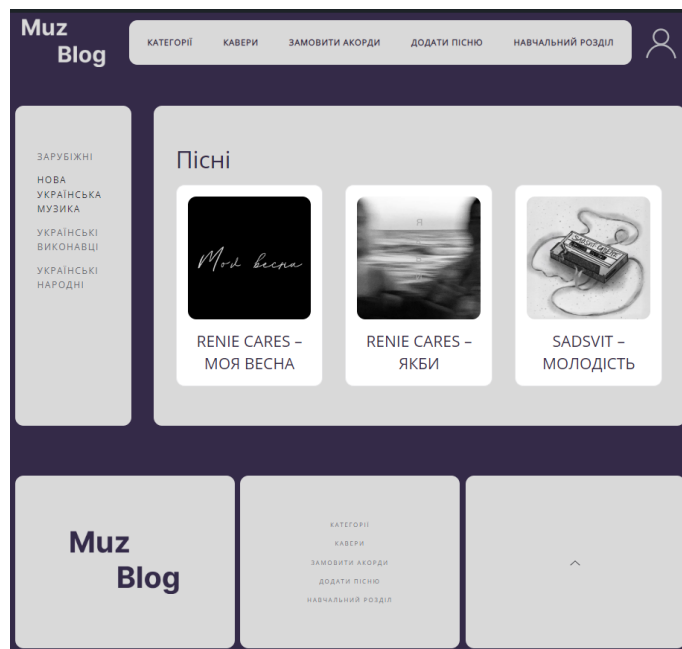 Muz
Blog
КАТЕГОРІЇ КАВЕРИ ЗАМОВИТИ АКОРДИ ДОДАТИ ПІСНЮ НАВЧАЛЬНИЙ РОЗДІЛ
ЗАРУБІЖНІ
НОВА
УКРАЇНСЬКА
МУЗИКА
УКРАЇНСЬКІ
ВИКОНАВЦІ
УКРАЇНСЬКІ
НАРОДНІ
Пісні
Моя весна
Я
К
Б
И
SADSVIT
RENIE CARES –
МОЯ ВЕСНА
RENIE CARES –
ЯКБИ
SADSVIT –
МОЛОДІСТЬ
Muz
Blog
КАТЕГОРІЇ
КАВЕРИ
ЗАМОВИТИ АКОРДИ
ДОДАТИ ПІСНЮ
НАВЧАЛЬНИЙ РОЗДІЛ